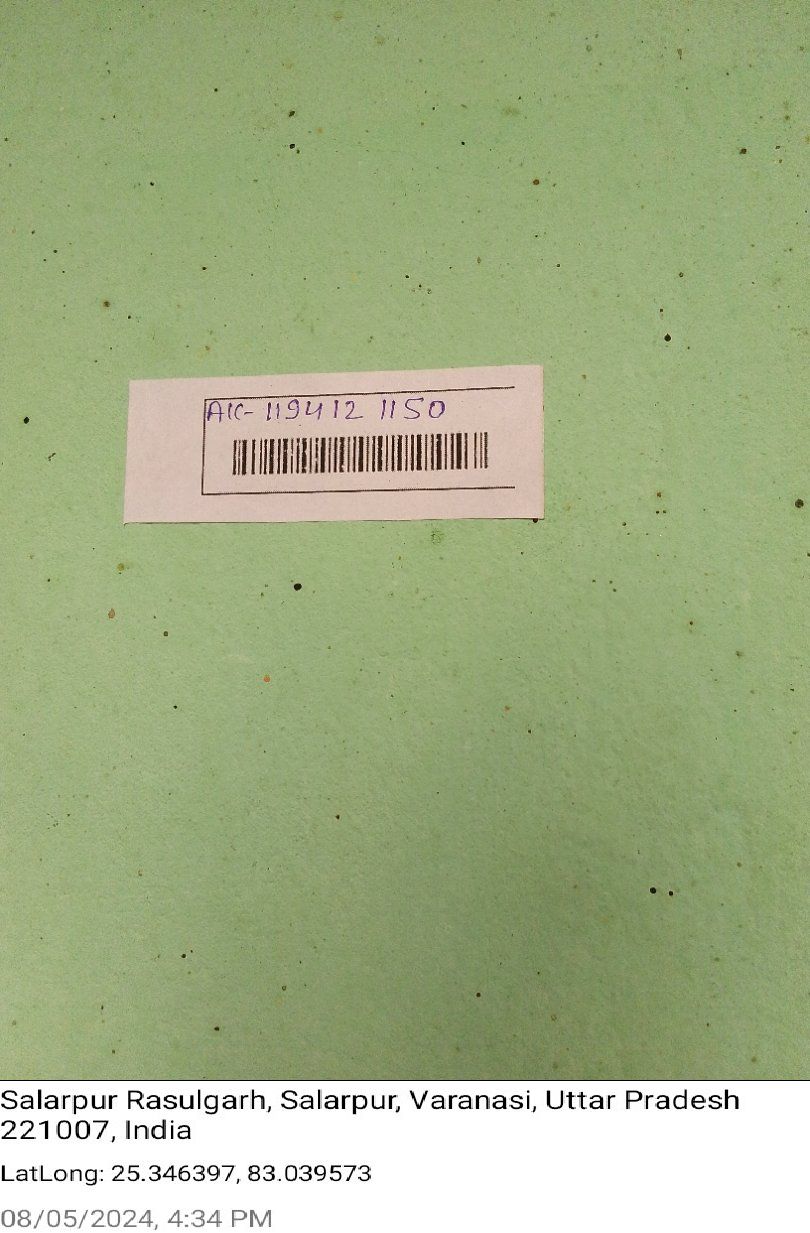 A/C- 119412 1150
Salarpur Rasulgarh, Salarpur, Varanasi, Uttar Pradesh
221007, India
LatLong: 25.346397, 83.039573
08/05/2024, 4:34 PM